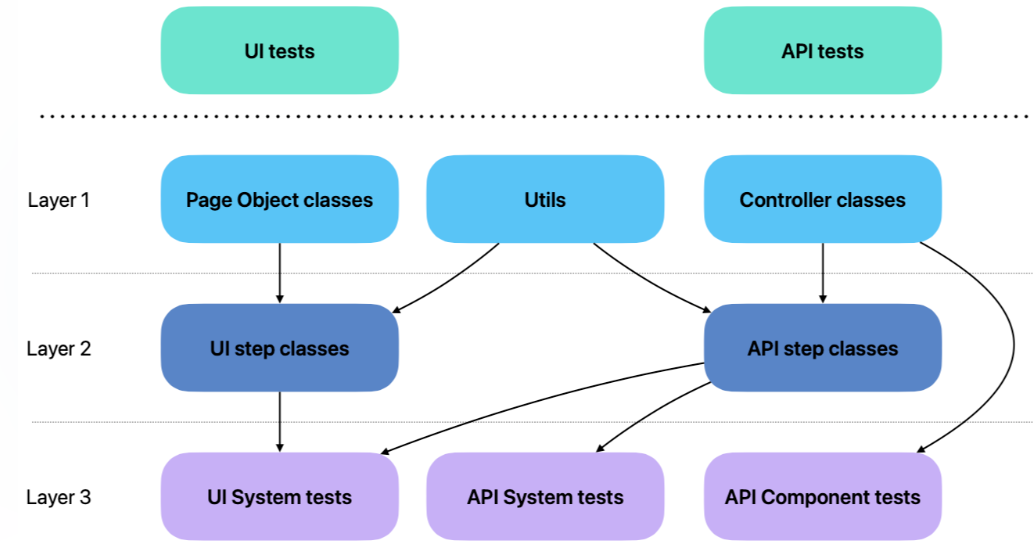 UI tests
API tests
Layer 1
Page Object classes
Utils
Controller classes
Layer 2
UI step classes
API step classes
Layer 3
UI System tests
API System tests
API Component tests